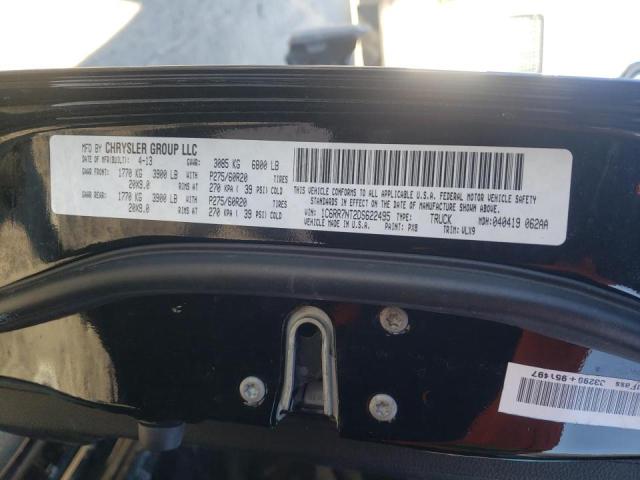 MFD BY CHRYSLER GROUP LLC
DATE OF MFR(BUILT): 4-13 GVWR: 3085 KG 6800 LB
GAWR FRONT: 1770 KG 3900 LB WITH P275/60R20 TIRES
20X9.0 RIMS AT 270 KPA ( 39 PSI) COLD
GAWR REAR: 1770 KG 3900 LB WITH P275/60R20 TIRES
20X9.0 RIMS AT 270 KPA ( 39 PSI) COLD
THIS VEHICLE CONFORMS TO ALL APPLICABLE U.S.A. FEDERAL MOTOR VEHICLE SAFETY
STANDARDS IN EFFECT ON THE DATE OF MANUFACTURE SHOWN ABOVE
VIN: 1C6RR7NT2DS622495 TYPE: TRUCK MDH: 040419 062AA
VEHICLE MADE IN U.S.A. PAINT: PX8 TRIM: VLX9
33296+951497